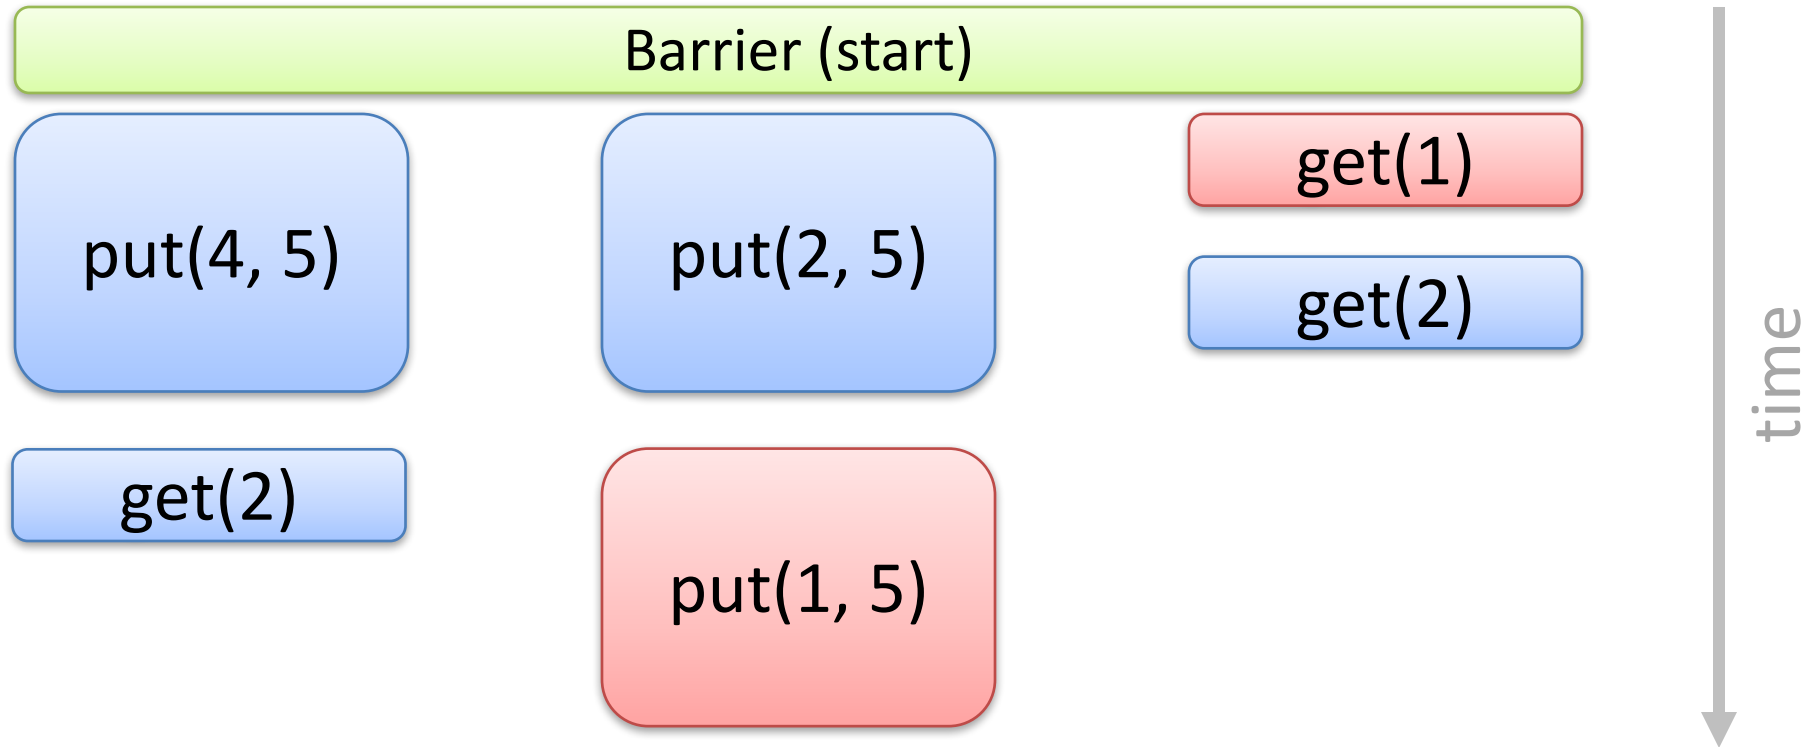 Barrier (start)
put(4, 5)
put(2, 5)
get(1)
get(2)
get(2)
put(1, 5)
time